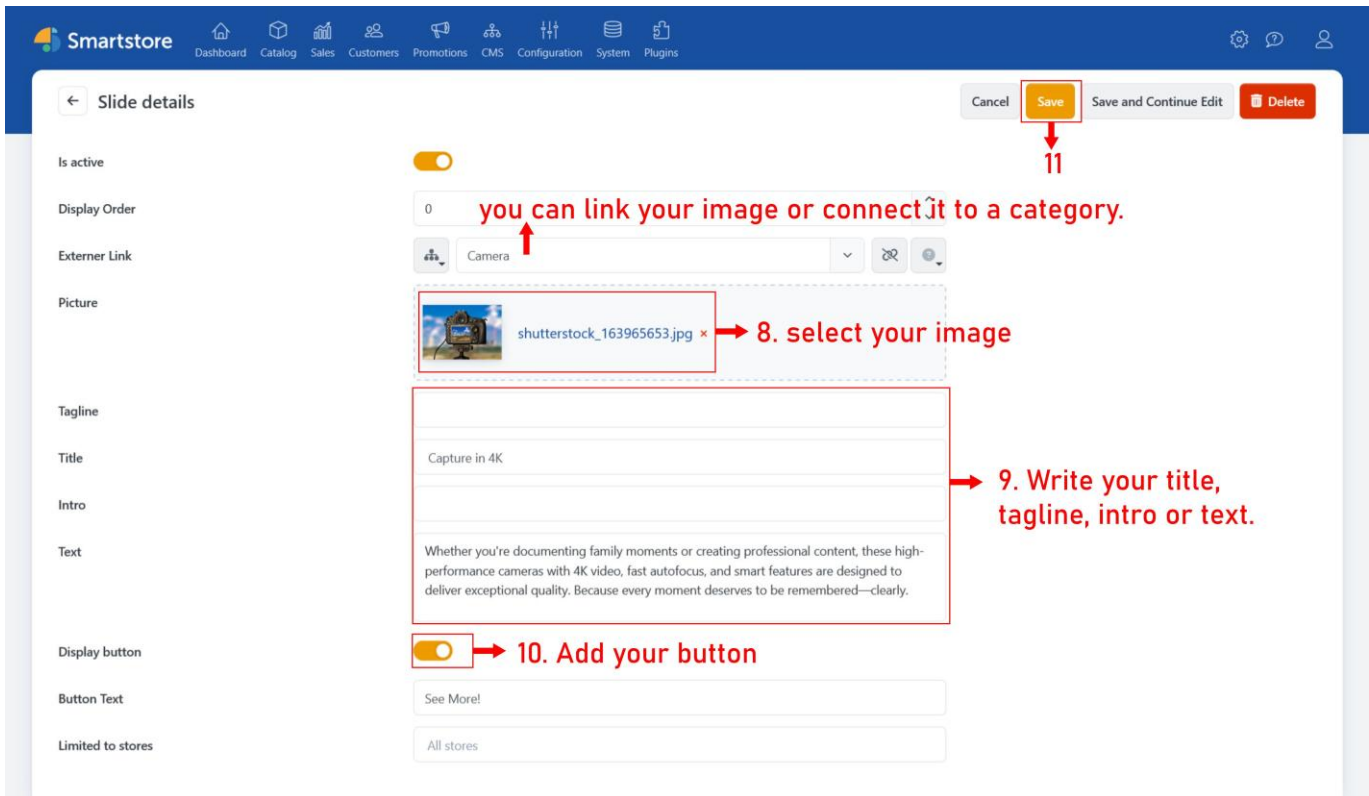 Smartstore
Dashboard Catalog Sales Customers Promotions CMS Configuration System Plugins
Slide details
Cancel Save Save and Continue Edit Delete
11
Is active
Display Order 0
you can link your image or connect it to a category.
Externer Link Camera
Picture
shutterstock_163965653.jpg ×
8. select your image
Tagline
Title Capture in 4K
Intro
9. Write your title,
tagline, intro or text.
Text
Whether you're documenting family moments or creating professional content, these high-
performance cameras with 4K video, fast autofocus, and smart features are designed to
deliver exceptional quality. Because every moment deserves to be remembered—clearly.
Display button
10. Add your button
Button Text See More!
Limited to stores All stores